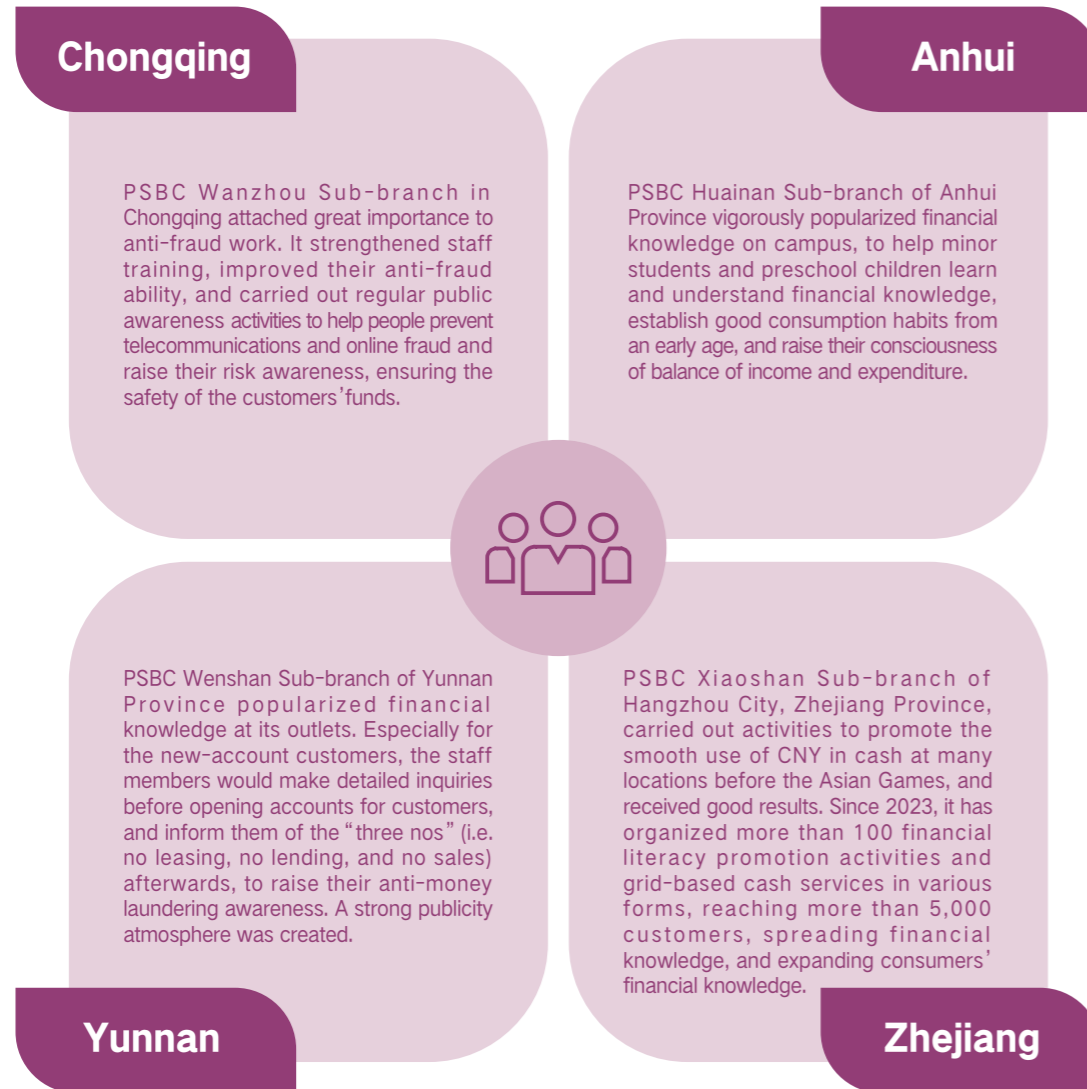 Chongqing
PSBC Wanzhou Sub-branch in
Chongqing attached great importance to
anti-fraud work. It strengthened staff
training, improved their anti-fraud
ability, and carried out regular public
awareness activities to help people prevent
telecommunications and online fraud and
raise their risk awareness, ensuring the
safety of the customers’funds.
Anhui
PSBC Huainan Sub-branch of Anhui
Province vigorously popularized financial
knowledge on campus, to help minor
students and preschool children learn
and understand financial knowledge,
establish good consumption habits from
an early age, and raise their consciousness
of balance of income and expenditure.
PSBC Wenshan Sub-branch of Yunnan
Province popularized financial
knowledge at its outlets. Especially for
the new-account customers, the staff
members would make detailed inquiries
before opening accounts for customers,
and inform them of the “three nos” (i.e.
no leasing, no lending, and no sales)
afterwards, to raise their anti-money
laundering awareness. A strong publicity
atmosphere was created.
Yunnan
PSBC Xiaoshan Sub-branch of
Hangzhou City, Zhejiang Province,
carried out activities to promote the
smooth use of CNY in cash at many
locations before the Asian Games, and
received good results. Since 2023, it has
organized more than 100 financial
literacy promotion activities and
grid-based cash services in various
forms, reaching more than 5,000
customers, spreading financial
knowledge, and expanding consumers’
financial knowledge.
Zhejiang